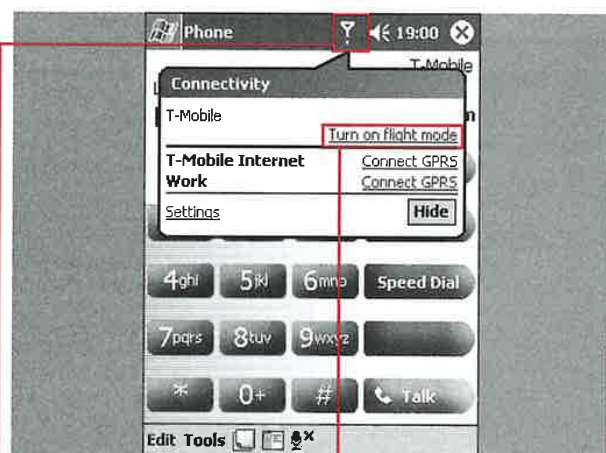 Phone 19:00
T-Mobile
Connectivity
T-Mobile
Turn on flight mode
T-Mobile Internet Connect GPRS
Work Connect GPRS
Settings Hide
4ghi 5jkl 6mno Speed Dial
7pqrs 8tuv 9wxyz
* 0+ # Talk
Edit Tools